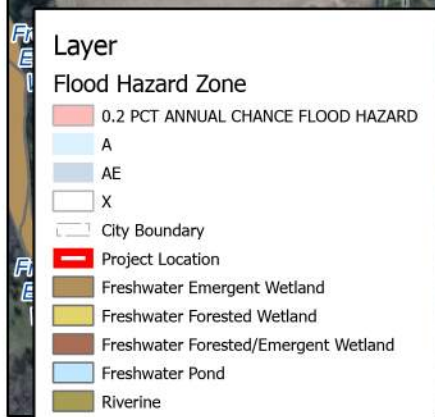 Layer
Flood Hazard Zone
0.2 PCT ANNUAL CHANCE FLOOD HAZARD
A
AE
X
City Boundary
Project Location
Freshwater Emergent Wetland
Freshwater Forested Wetland
Freshwater Forested/Emergent Wetland
Freshwater Pond
Riverine